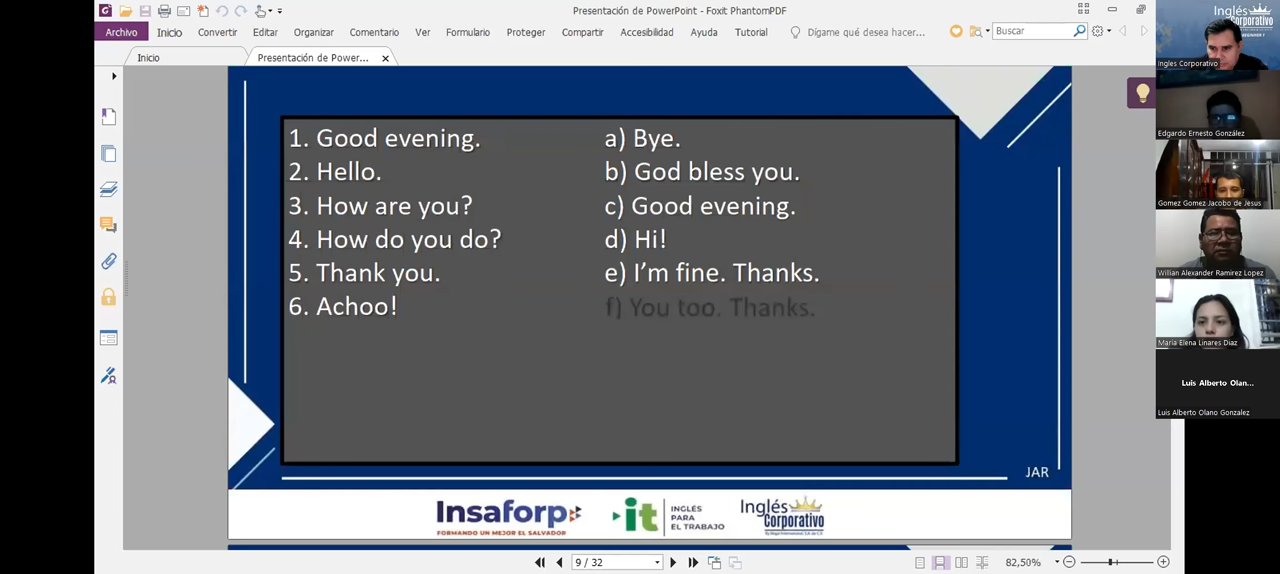 Presentación de PowerPoint - Foxit PhantomPDF
Archivo Inicio Convertir Editar Organizar Comentario Ver Formulario Proteger Compartir Accesibilidad Ayuda Tutorial Dígame qué desea hacer... Buscar
Inicio Presentación de Power...
1. Good evening. a) Bye.
2. Hello. b) God bless you.
3. How are you? c) Good evening.
4. How do you do? d) Hi!
5. Thank you. e) I’m fine. Thanks.
6. Achoo! f) You too. Thanks.
JAR
Insaforp
FORMANDO UN MEJOR EL SALVADOR
it
INGLÉS
PARA
EL TRABAJO
Inglés
Corporativo
9 / 32
82,50%
Inglés
Corporativo
Ingles Corporativo
Edgardo Ernesto González
Gomez Gomez Jacobo de Jesus
Willian Alexander Ramirez Lopez
Maria Elena Linares Diaz
Luis Alberto Olan...
Luis Alberto Olano Gonzalez